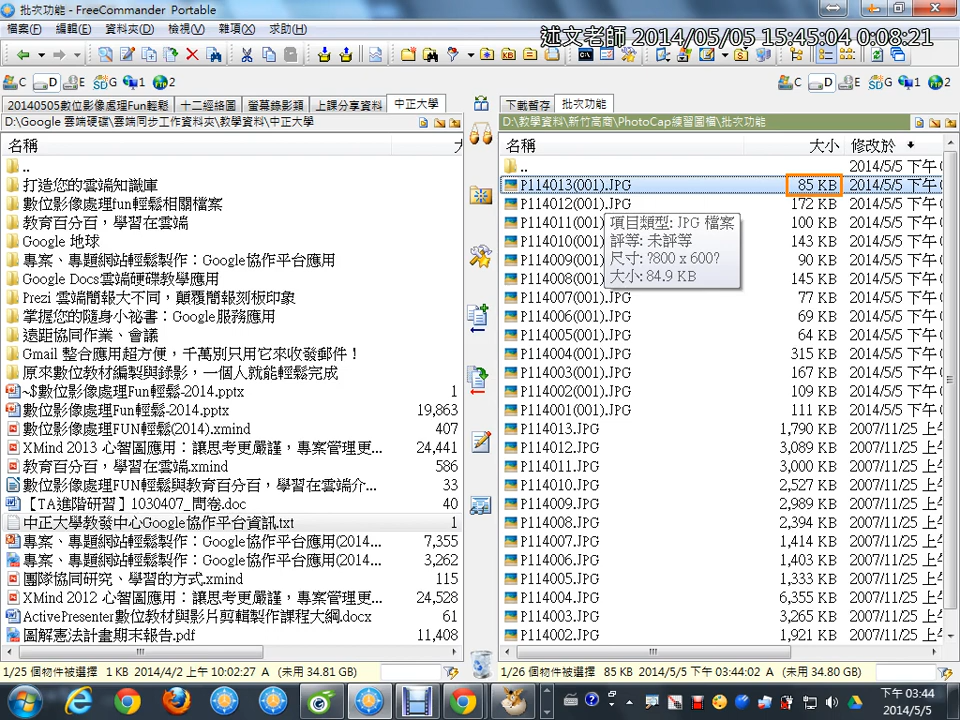 批次功能 - FreeCommander Portable
檔案(F) 編輯(E) 資料夾(D) 檢視(V) 雜項(X) 求助(H)
述文老師 2014/05/05 15:45:04 0:08:21
C D E G 1 2
C D E G 1 2
20140505數位影像處理Fun輕鬆 十二經絡圖 螢幕錄影類 上課分享資料 中正大學
下載暫存 批次功能
D:\Google 雲端硬碟\雲端同步工作資料夾\教學資料\中正大學
D:\教學資料\新竹高商\PhotoCap練習圖檔\批次功能
名稱
..
打造您的雲端知識庫
數位影像處理fun輕鬆相關檔案
教育百分百，學習在雲端
Google 地球
專案、專題網站輕鬆製作：Google協作平台應用
Google Docs雲端硬碟教學應用
Prezi 雲端簡報大不同，顛覆簡報刻板印象
掌握您的隨身小祕書：Google服務應用
遠距協同作業、會議
Gmail 整合應用超方便，千萬別只用它來收發郵件！
原來數位教材編製與錄影，一個人就能輕鬆完成
~$數位影像處理Fun輕鬆-2014.pptx 1
數位影像處理Fun輕鬆-2014.pptx 19,863
數位影像處理FUN輕鬆(2014).xmind 407
XMind 2013 心智圖應用：讓思考更嚴謹，專案管理更... 24,441
教育百分百，學習在雲端.xmind 586
數位影像處理FUN輕鬆與教育百分百，學習在雲端介... 33
【TA進階研習】1030407_問卷.doc 40
中正大學教發中心Google協作平台資訊.txt 1
專案、專題網站輕鬆製作：Google協作平台應用(2014... 7,355
專案、專題網站輕鬆製作：Google協作平台應用(2014... 3,262
團隊協同研究、學習的方式.xmind 115
XMind 2012 心智圖應用：讓思考更嚴謹，專案管理更... 24,528
ActivePresenter數位教材與影片剪輯製作課程大綱.docx 61
圖解憲法計畫期末報告.pdf 11,408
名稱 大小 修改於
.. 2014/5/5 下午
P114013(001).JPG 85 KB 2014/5/5 下午
P114012(001).JPG 172 KB 2014/5/5 下午
P114011(001) 100 KB 2014/5/5 下午
P114010(001) 143 KB 2014/5/5 下午
P114009(001) 90 KB 2014/5/5 下午
P114008(001) 145 KB 2014/5/5 下午
P114007(001).JPG 77 KB 2014/5/5 下午
P114006(001).JPG 69 KB 2014/5/5 下午
P114005(001).JPG 64 KB 2014/5/5 下午
P114004(001).JPG 315 KB 2014/5/5 下午
P114003(001).JPG 167 KB 2014/5/5 下午
P114002(001).JPG 109 KB 2014/5/5 下午
P114001(001).JPG 111 KB 2014/5/5 下午
P114013.JPG 1,790 KB 2007/11/25 上
P114012.JPG 3,089 KB 2007/11/25 上
P114011.JPG 3,000 KB 2007/11/25 上
P114010.JPG 2,527 KB 2007/11/25 上
P114009.JPG 2,989 KB 2007/11/25 上
P114008.JPG 2,394 KB 2007/11/25 上
P114007.JPG 1,414 KB 2007/11/25 上
P114006.JPG 1,403 KB 2007/11/25 上
P114005.JPG 1,333 KB 2007/11/25 上
P114004.JPG 6,355 KB 2007/11/25 上
P114003.JPG 3,265 KB 2007/11/25 上
P114002.JPG 1,921 KB 2007/11/25 上
項目類型: JPG 檔案
評等: 未評等
尺寸: ?800 x 600?
大小: 84.9 KB
1/25 個物件被選擇 1 KB 2014/4/2 上午 10:02:27 A (未用 34.81 GB)
1/26 個物件被選擇 85 KB 2014/5/5 下午 03:44:02 A (未用 34.81 GB)
下午 03:44
2014/5/5